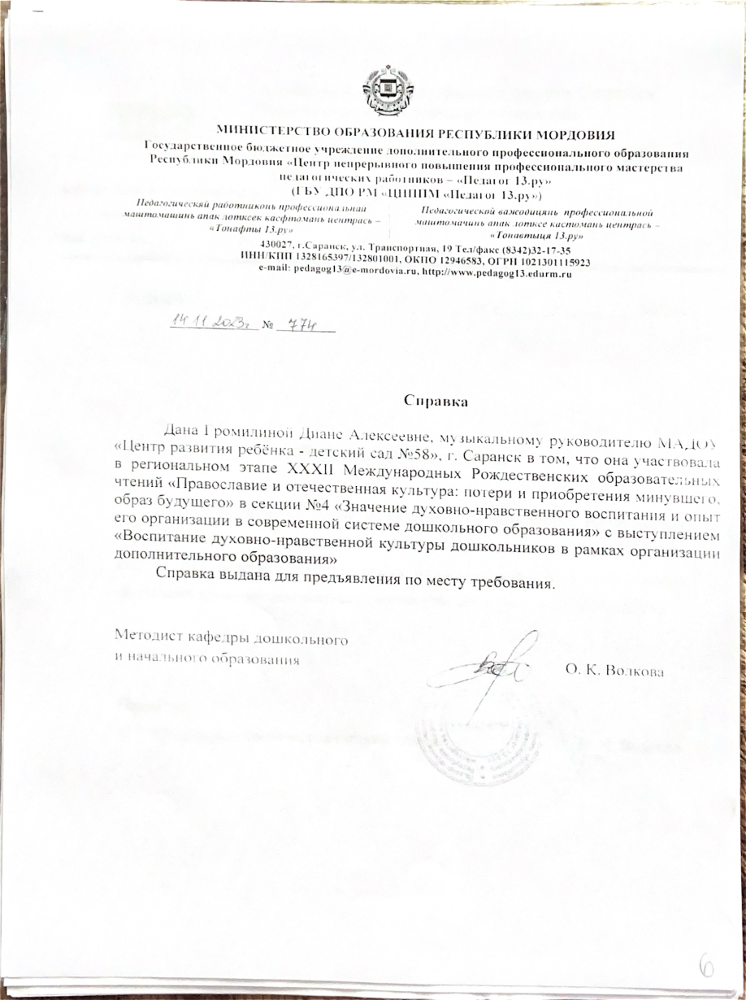 МИНИСТЕРСТВО ОБРАЗОВАНИЯ РЕСПУБЛИКИ МОРДОВИЯ
Государственное бюджетное учреждение дополнительного профессионального образования
Республики Мордовия «Центр непрерывного повышения профессионального мастерства
педагогических работников – «Педагог 13.ру»
(ГБУ ДПО РМ «ЦНППМ «Педагог 13.ру»)
Педагогическяй работниконь профессиональнай
маштомашинь апак лотксек касфтомань центрась –
«Тонафты 13.ру»
Педагогической вансодицянь профессиональной
маштомачинь апак лотксе кастомань центрась –
«Тонавтыця 13.ру»
430027, г.Саранск, ул. Транспортная, 19 Тел/факс (8342)32-17-35
ИНН/КПП 1328165397/132801001, ОКПО 12946583, ОГРН 1021301115923
e-mail: pedagog13@e-mordovia.ru, http://www.pedagog13.edurm.ru
14 11 2023г № 774
Справка
Дана Громилиной Диане Алексеевне, музыкальному руководителю МАДОУ
«Центр развития ребёнка - детский сад №58», г. Саранск в том, что она участвовала
в региональном этапе XXXII Международных Рождественских образовательных
чтений «Православие и отечественная культура: потери и приобретения минувшего,
образ будущего» в секции №4 «Значение духовно-нравственного воспитания и опыт
его организации в современной системе дошкольного образования» с выступлением
«Воспитание духовно-нравственной культуры дошкольников в рамках организации
дополнительного образования»
Справка выдана для предъявления по месту требования.
Методист кафедры дошкольного
и начального образования
О. К. Волкова
6